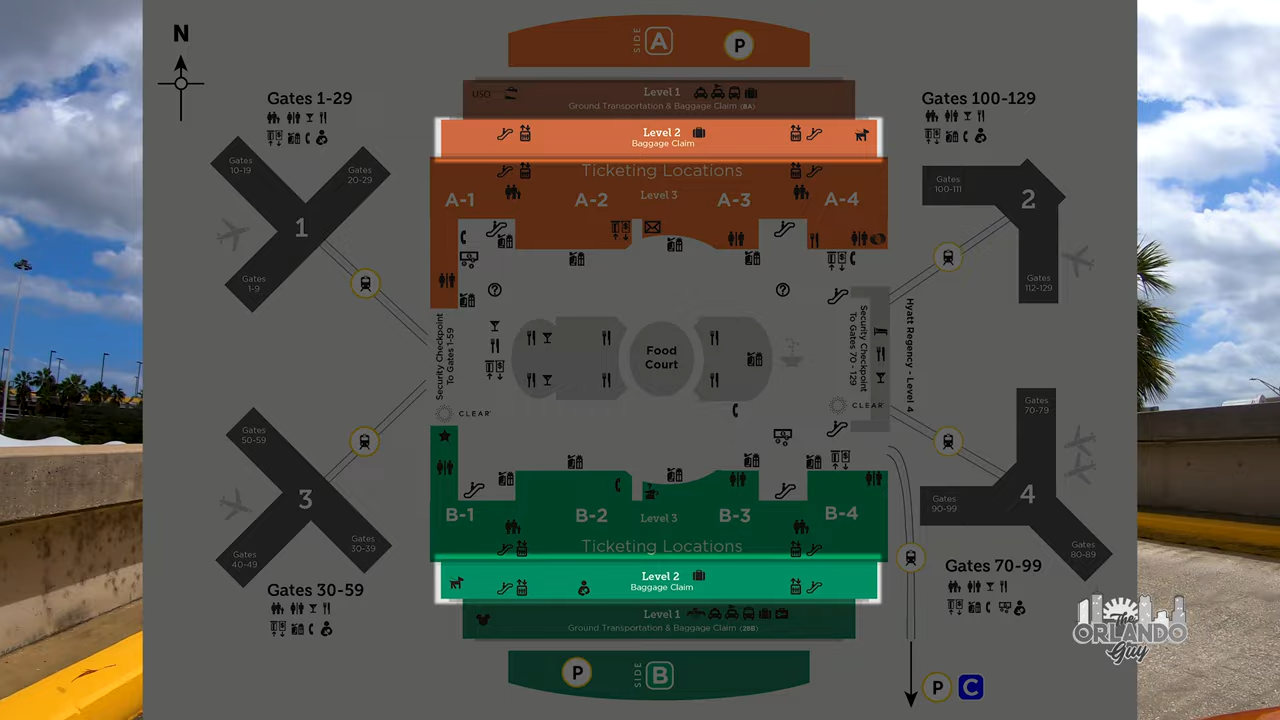 N
SIDE A P
Level 1
Ground Transportation & Baggage Claim (8A)
USO
Level 2
Baggage Claim
Ticketing Locations
Level 3
A-1 A-2 A-3 A-4
Gates 1-29
Gates 10-19
Gates 20-29
1
Gates 1-9
Gates 100-129
Gates 100-111
2
Gates 112-129
Security Checkpoint
To Gates 1-59
Food
Court
Security Checkpoint
To Gates 70 - 129
Hyatt Regency - Level 4
CLEAR
CLEAR
Gates 50-59
3
Gates 30-39
Gates 40-49
Gates 30-59
Gates 70-79
4
Gates 90-99
Gates 80-89
Gates 70-99
B-1 B-2 B-3 B-4
Level 3
Ticketing Locations
Level 2
Baggage Claim
Level 1
Ground Transportation & Baggage Claim (28B)
P SIDE B
P C
The
ORLANDO
Guy